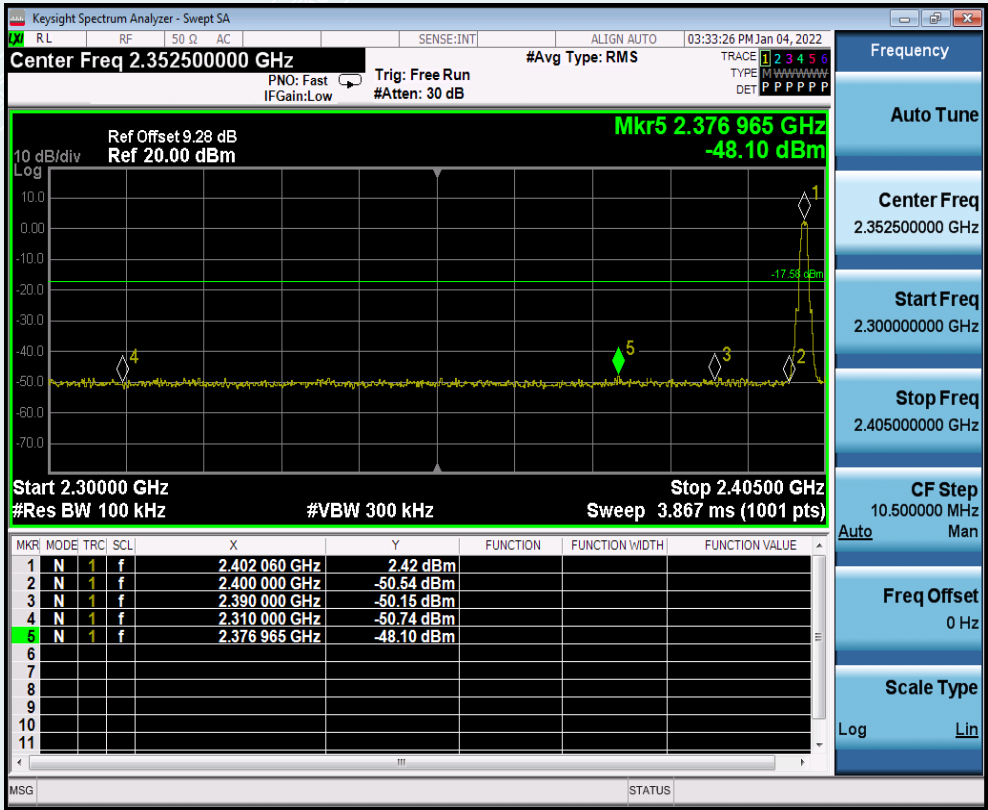 Keysight Spectrum Analyzer - Swept SA
LXI RL RF 50 Ω AC SENSE:INT ALIGN AUTO 03:33:26 PM Jan 04, 2022
Center Freq 2.352500000 GHz
PNO: Fast
IFGain:Low
Trig: Free Run
#Atten: 30 dB
#Avg Type: RMS
TRACE 1 2 3 4 5 6
TYPE M WWWWW
DET P P P P P P
Mkr5 2.376 965 GHz
-48.10 dBm
Ref Offset 9.28 dB
Ref 20.00 dBm
10 dB/div
Log
10.0
0.00
-10.0
-20.0
-30.0
-40.0
-50.0
-60.0
-70.0
-17.58 dBm
1
2
3
4
5
Start 2.30000 GHz
Stop 2.40500 GHz
#Res BW 100 kHz
#VBW 300 kHz
Sweep 3.867 ms (1001 pts)
MKR MODE TRC SCL X Y FUNCTION FUNCTION WIDTH FUNCTION VALUE
1 N 1 f 2.402 060 GHz 2.42 dBm
2 N 1 f 2.400 000 GHz -50.54 dBm
3 N 1 f 2.390 000 GHz -50.15 dBm
4 N 1 f 2.310 000 GHz -50.74 dBm
5 N 1 f 2.376 965 GHz -48.10 dBm
6
7
8
9
10
11
MSG
STATUS
Frequency
Auto Tune
Center Freq
2.352500000 GHz
Start Freq
2.300000000 GHz
Stop Freq
2.405000000 GHz
CF Step
10.500000 MHz
Auto Man
Freq Offset
0 Hz
Scale Type
Log Lin